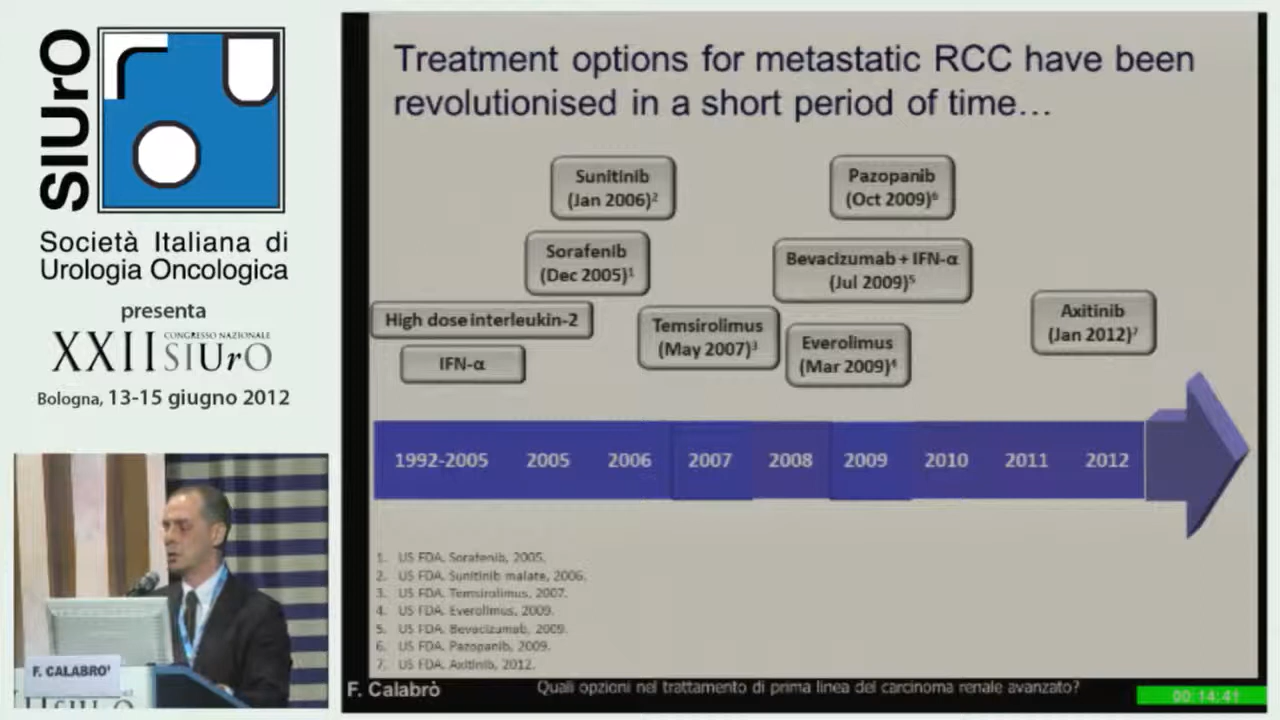 SIUrO
Società Italiana di
Urologia Oncologica
presenta
XXII CONGRESSO NAZIONALE
SIUrO
Bologna, 13-15 giugno 2012
F. CALABRO'
SIUrO
Treatment options for metastatic RCC have been
revolutionised in a short period of time…
Sunitinib
(Jan 2006)²
Pazopanib
(Oct 2009)⁶
Sorafenib
(Dec 2005)¹
Bevacizumab + IFN-α
(Jul 2009)⁵
High dose interleukin-2
IFN-α
Temsirolimus
(May 2007)³
Everolimus
(Mar 2009)⁴
Axitinib
(Jan 2012)⁷
1992-2005 2005 2006 2007 2008 2009 2010 2011 2012
1. US FDA. Sorafenib, 2005.
2. US FDA. Sunitinib malate, 2006.
3. US FDA. Temsirolimus, 2007.
4. US FDA. Everolimus, 2009.
5. US FDA. Bevacizumab, 2009.
6. US FDA. Pazopanib, 2009.
7. US FDA. Axitinib, 2012.
F. Calabrò
Quali opzioni nel trattamento di prima linea del carcinoma renale avanzato?
00:14:41